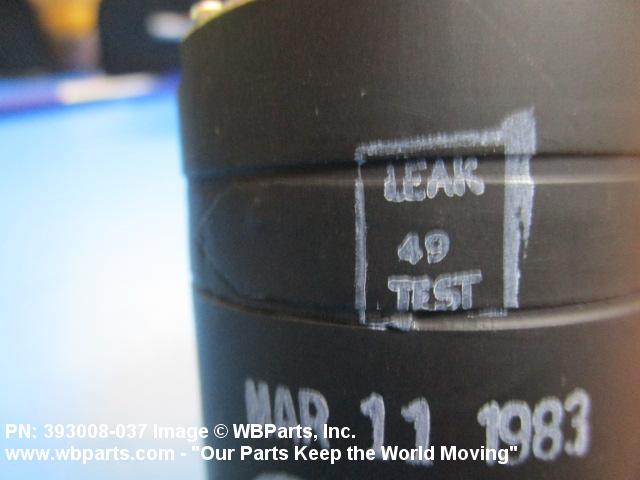 LEAK
49
TEST
MAR 11 1983
PN: 393008-037 Image © WBParts, Inc.
www.wbparts.com - "Our Parts Keep the World Moving"